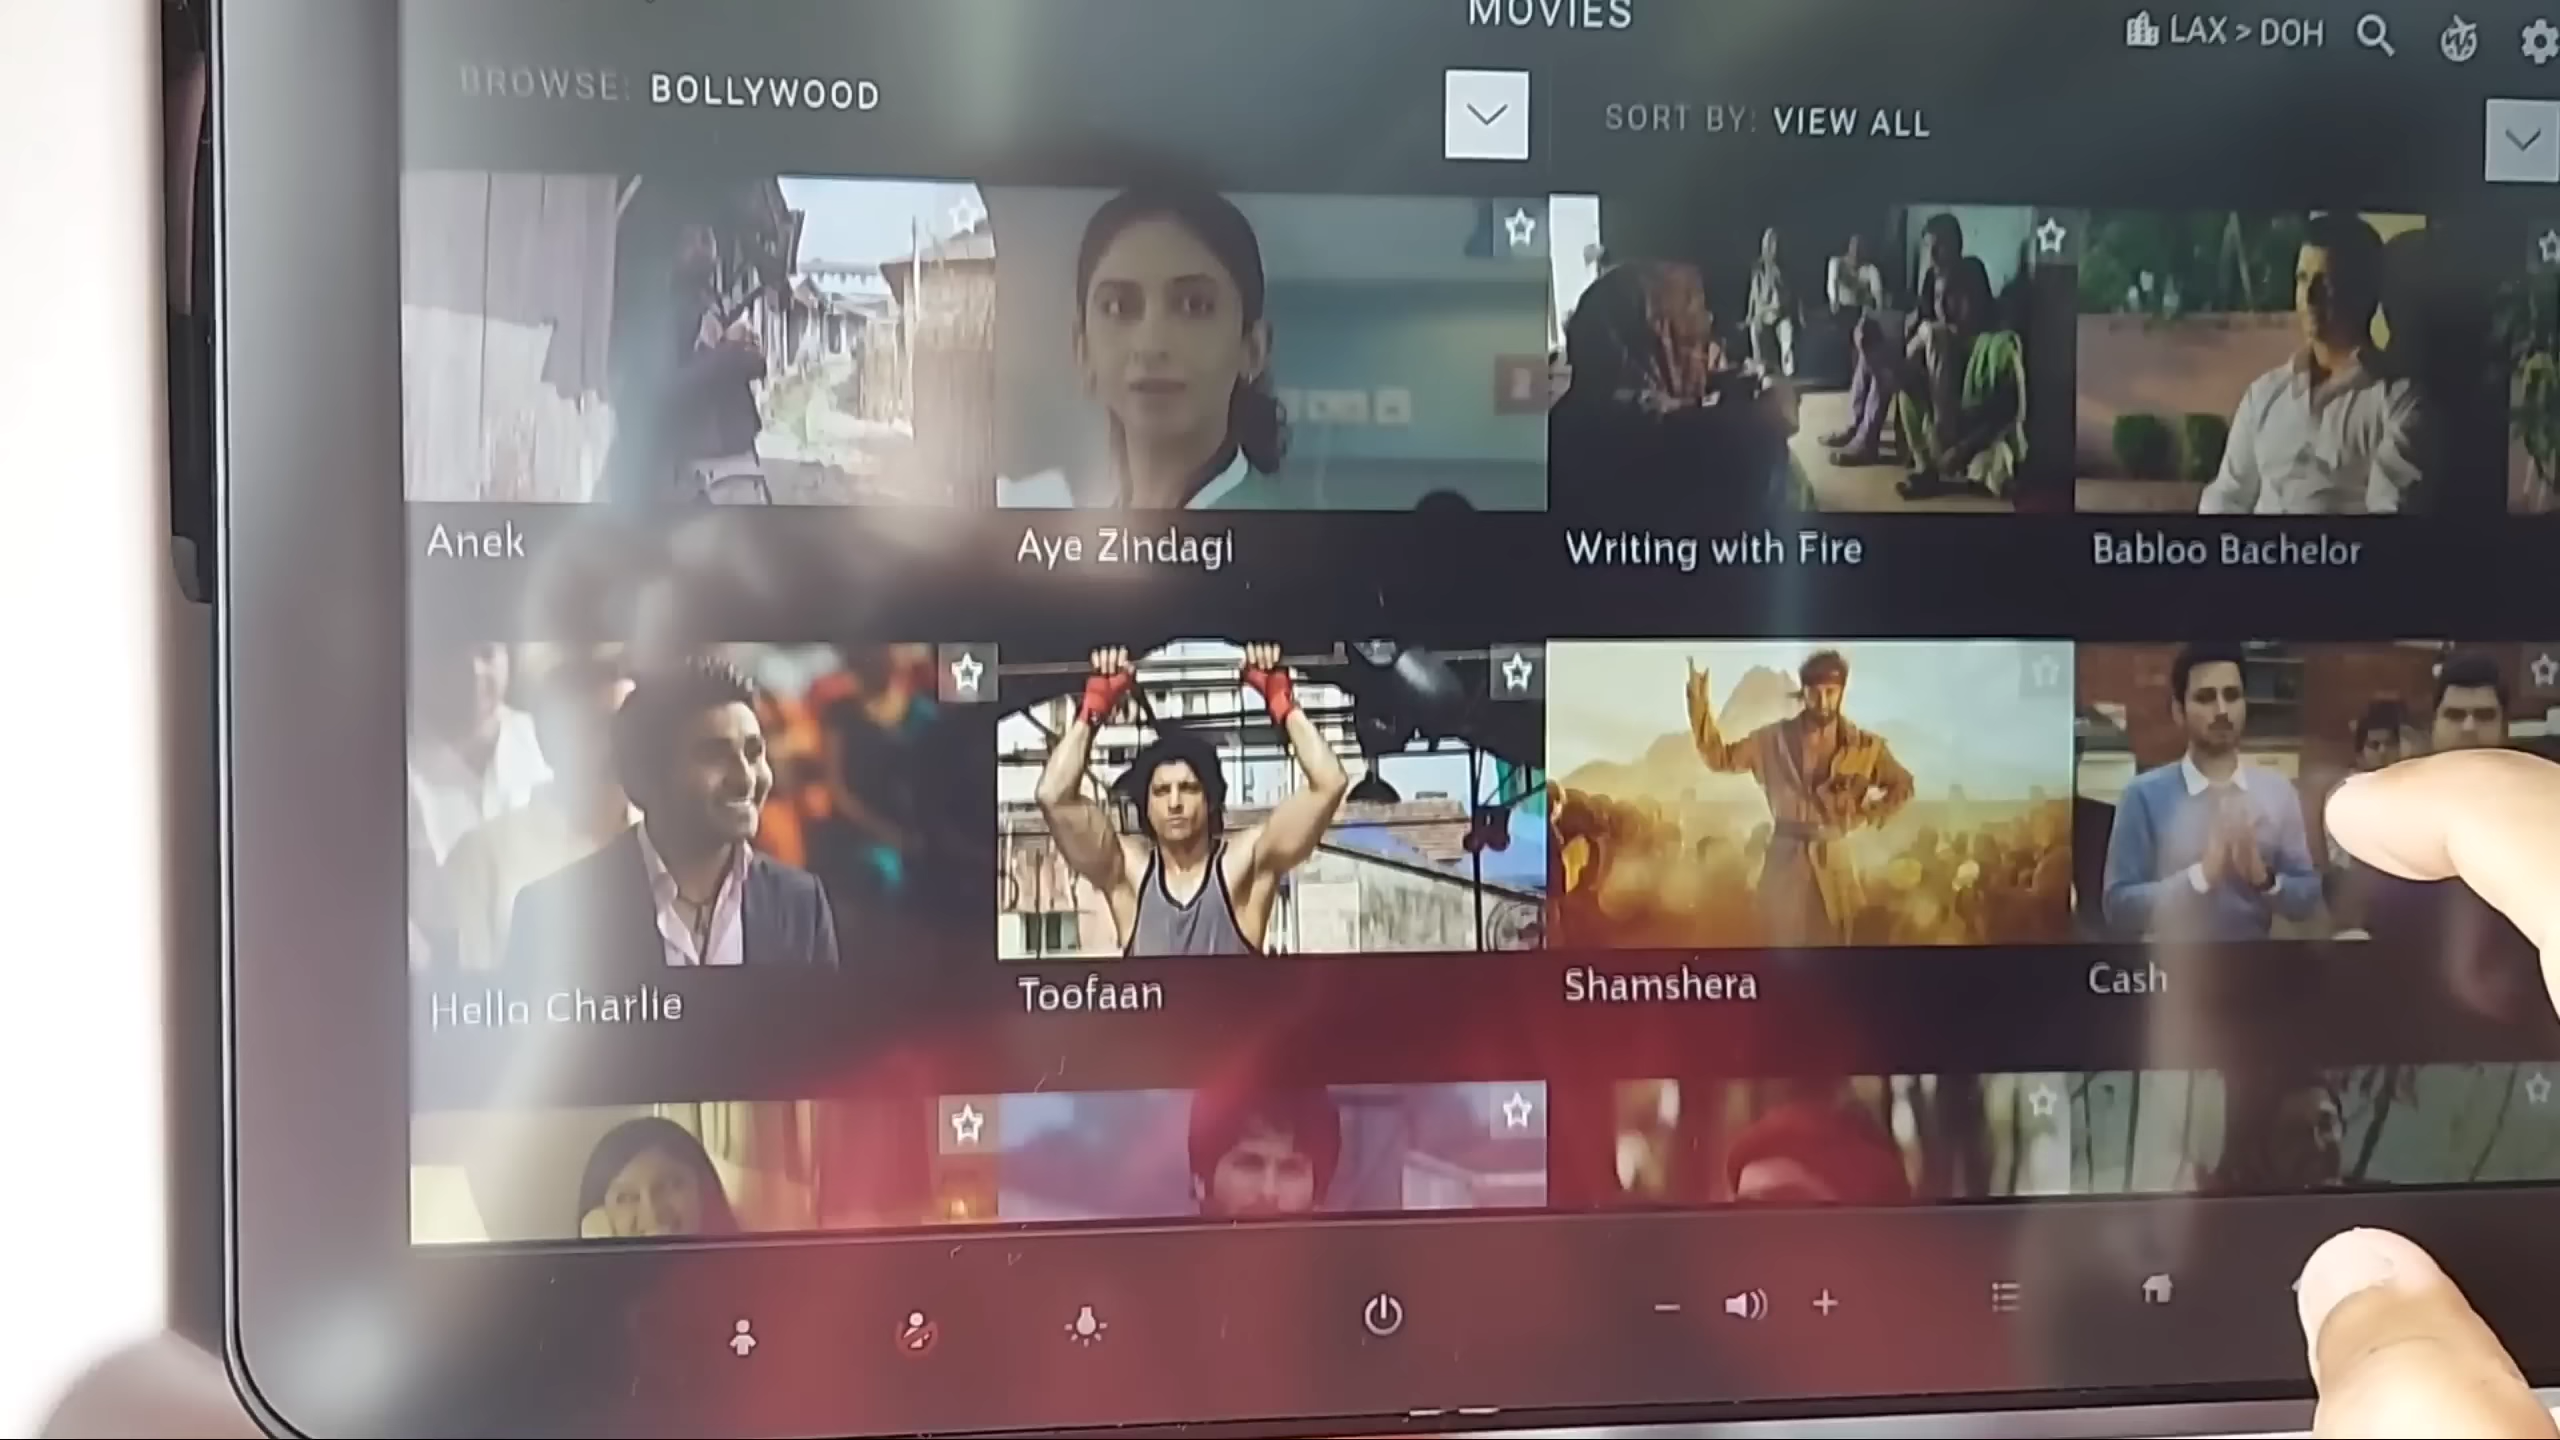 MOVIES
LAX > DOH
BROWSE: BOLLYWOOD
SORT BY: VIEW ALL
Anek
Aye Zindagi
Writing with Fire
Babloo Bachelor
Hello Charlie
Toofaan
Shamshera
Cash